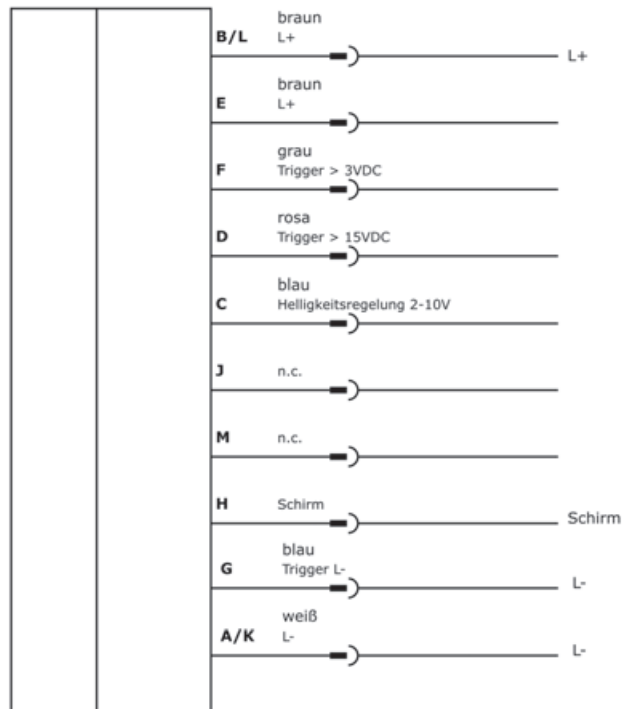 braun
B/L L+
L+
braun
E L+
grau
F Trigger > 3VDC
rosa
D Trigger > 15VDC
blau
C Helligkeitsregelung 2-10V
J n.c.
M n.c.
H Schirm
Schirm
blau
G Trigger L-
L-
weiß
A/K L-
L-